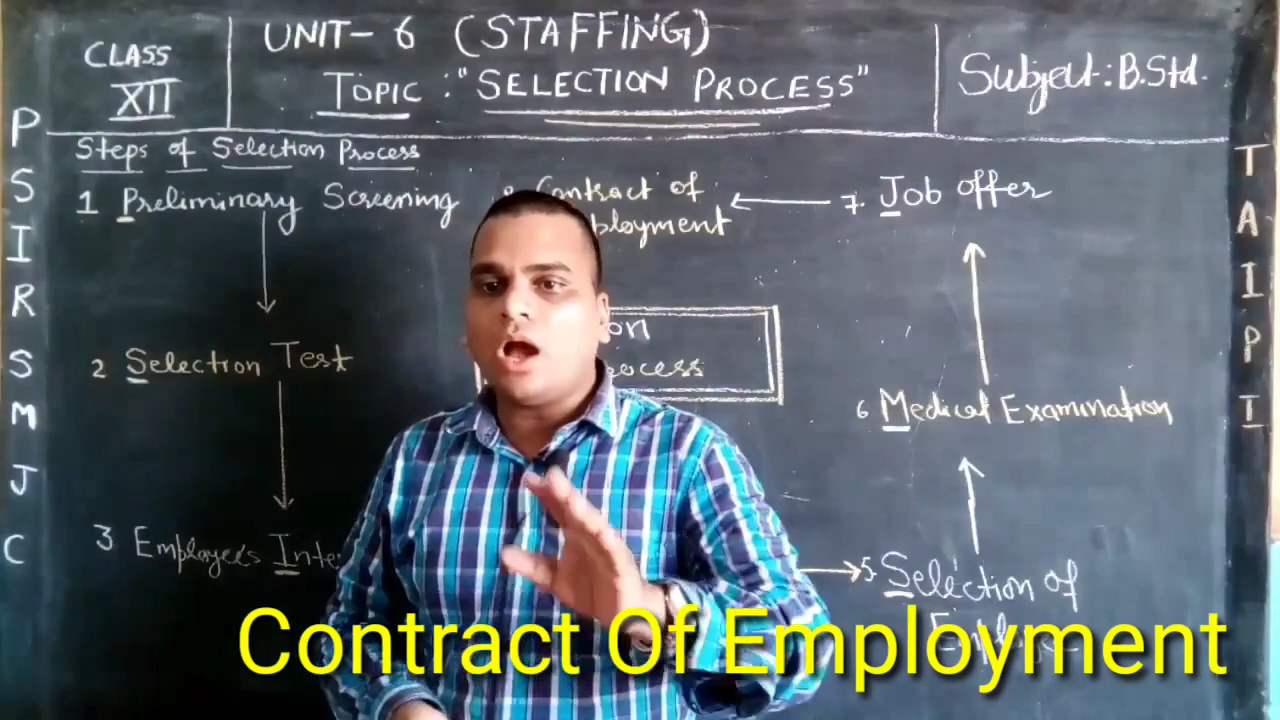 CLASS
XII
UNIT- 6 (STAFFING)
TOPIC : "SELECTION PROCESS"
Subject: B.Std.
P
S
I
R
S
M
J
C
T
A
I
P
I
Steps of Selection Process
1 Preliminary Screening
2 Selection Test
3 Employees
Contract of
7. Job offer
6 Medical Examination
5. Selection of
Contract Of Employment